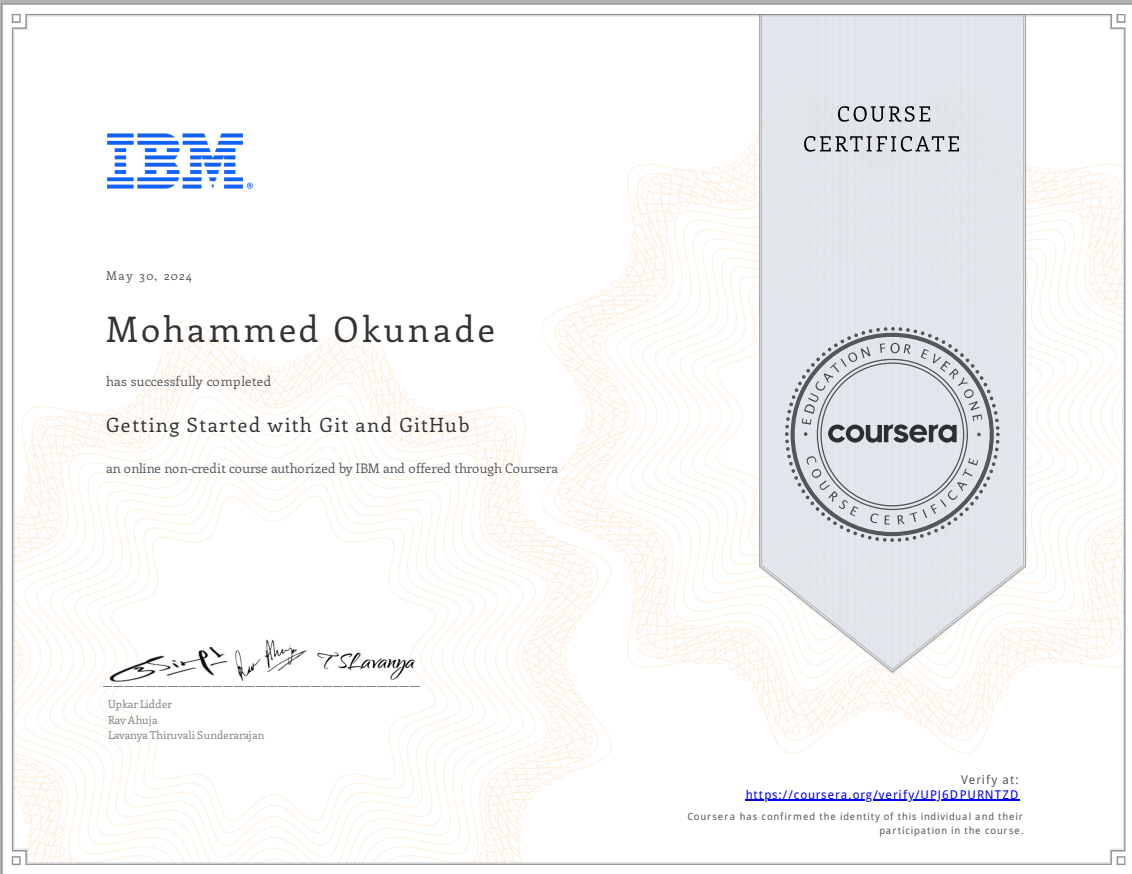 IBM®
May 30, 2024
Mohammed Okunade
has successfully completed
Getting Started with Git and GitHub
an online non-credit course authorized by IBM and offered through Coursera
COURSE
CERTIFICATE
EDUCATION FOR EVERYONE
coursera
COURSE CERTIFICATE
TSLavanya
Upkar Lidder
Rav Ahuja
Lavanya Thiruvali Sunderarajan
Verify at:
https://coursera.org/verify/UPJ6DPURNTZD
Coursera has confirmed the identity of this individual and their
participation in the course.